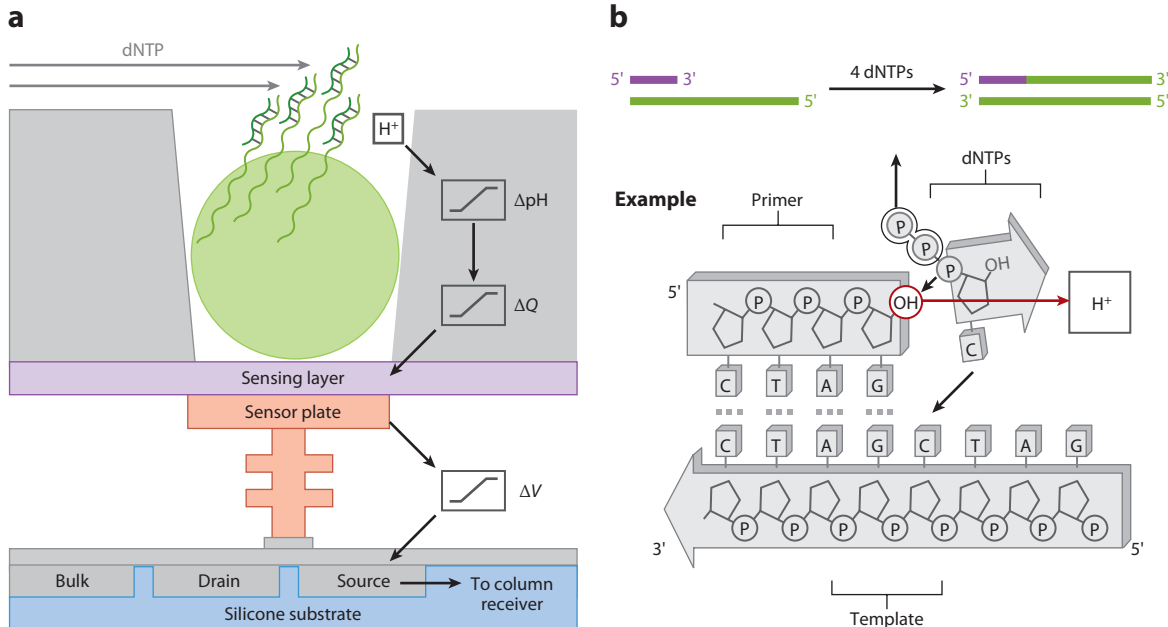 a
dNTP
H⁺
ΔpH
ΔQ
Sensing layer
Sensor plate
ΔV
Bulk
Drain
Source
To column
receiver
Silicone substrate
b
5' 3'
5'
4 dNTPs
5' 3'
3' 5'
dNTPs
Example
Primer
P
P
P
OH
5'
P P P
OH
H⁺
C
C T A G
C T A G C T A G
P P P P P P P P
3' 5'
Template